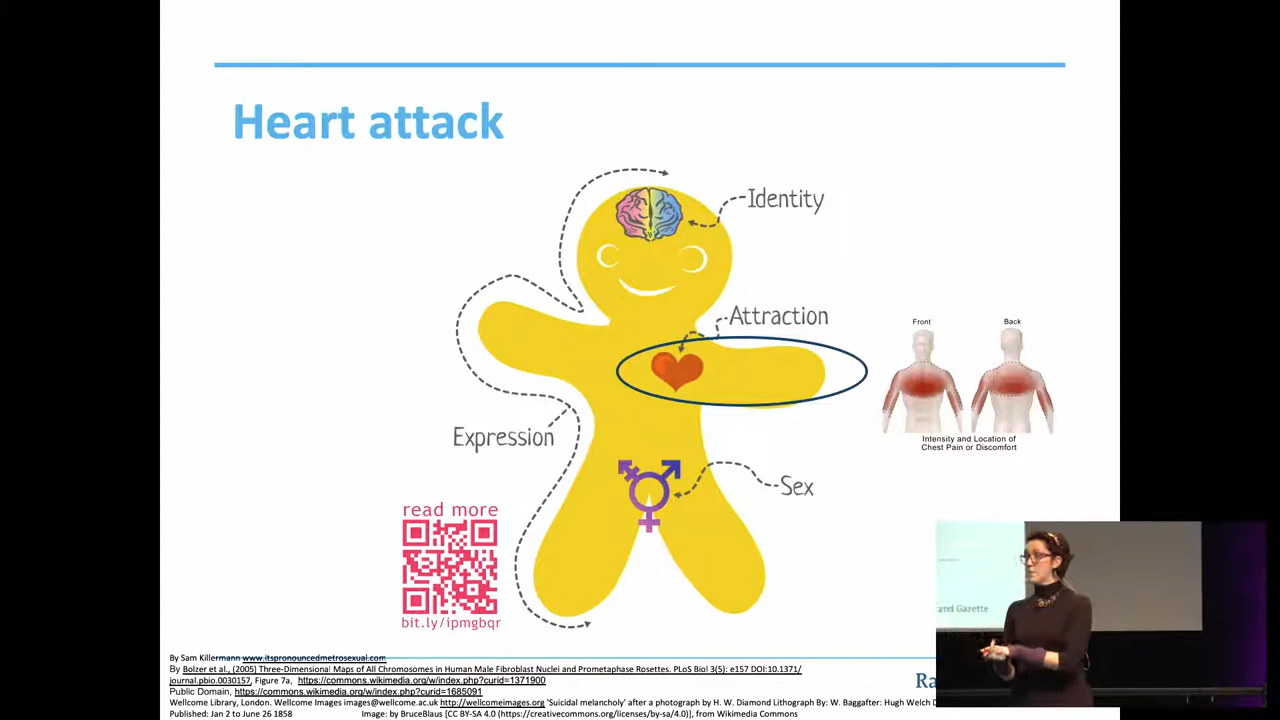 Heart attack
Identity
Attraction
Front
Back
Expression
Intensity and Location of
Chest Pain or Discomfort
Sex
read more
bit.ly/ipmgbqr
and Gazette
By Sam Killermann www.itspronouncedmetrosexual.com
By Bolzer et al., (2005) Three-Dimensional Maps of All Chromosomes in Human Male Fibroblast Nuclei and Prometaphase Rosettes. PLoS Biol 3(5): e157 DOI:10.1371/
journal.pbio.0030157, Figure 7a, https://commons.wikimedia.org/w/index.php?curid=1371900
Public Domain, https://commons.wikimedia.org/w/index.php?curid=1685091
Wellcome Library, London. Wellcome Images images@wellcome.ac.uk http://wellcomeimages.org 'Suicidal melancholy' after a photograph by H. W. Diamond Lithograph By: W. Baggafter: Hugh Welch D
Published: Jan 2 to June 26 1858 Image: by BruceBlaus [CC BY-SA 4.0 (https://creativecommons.org/licenses/by-sa/4.0)], from Wikimedia Commons
Ra